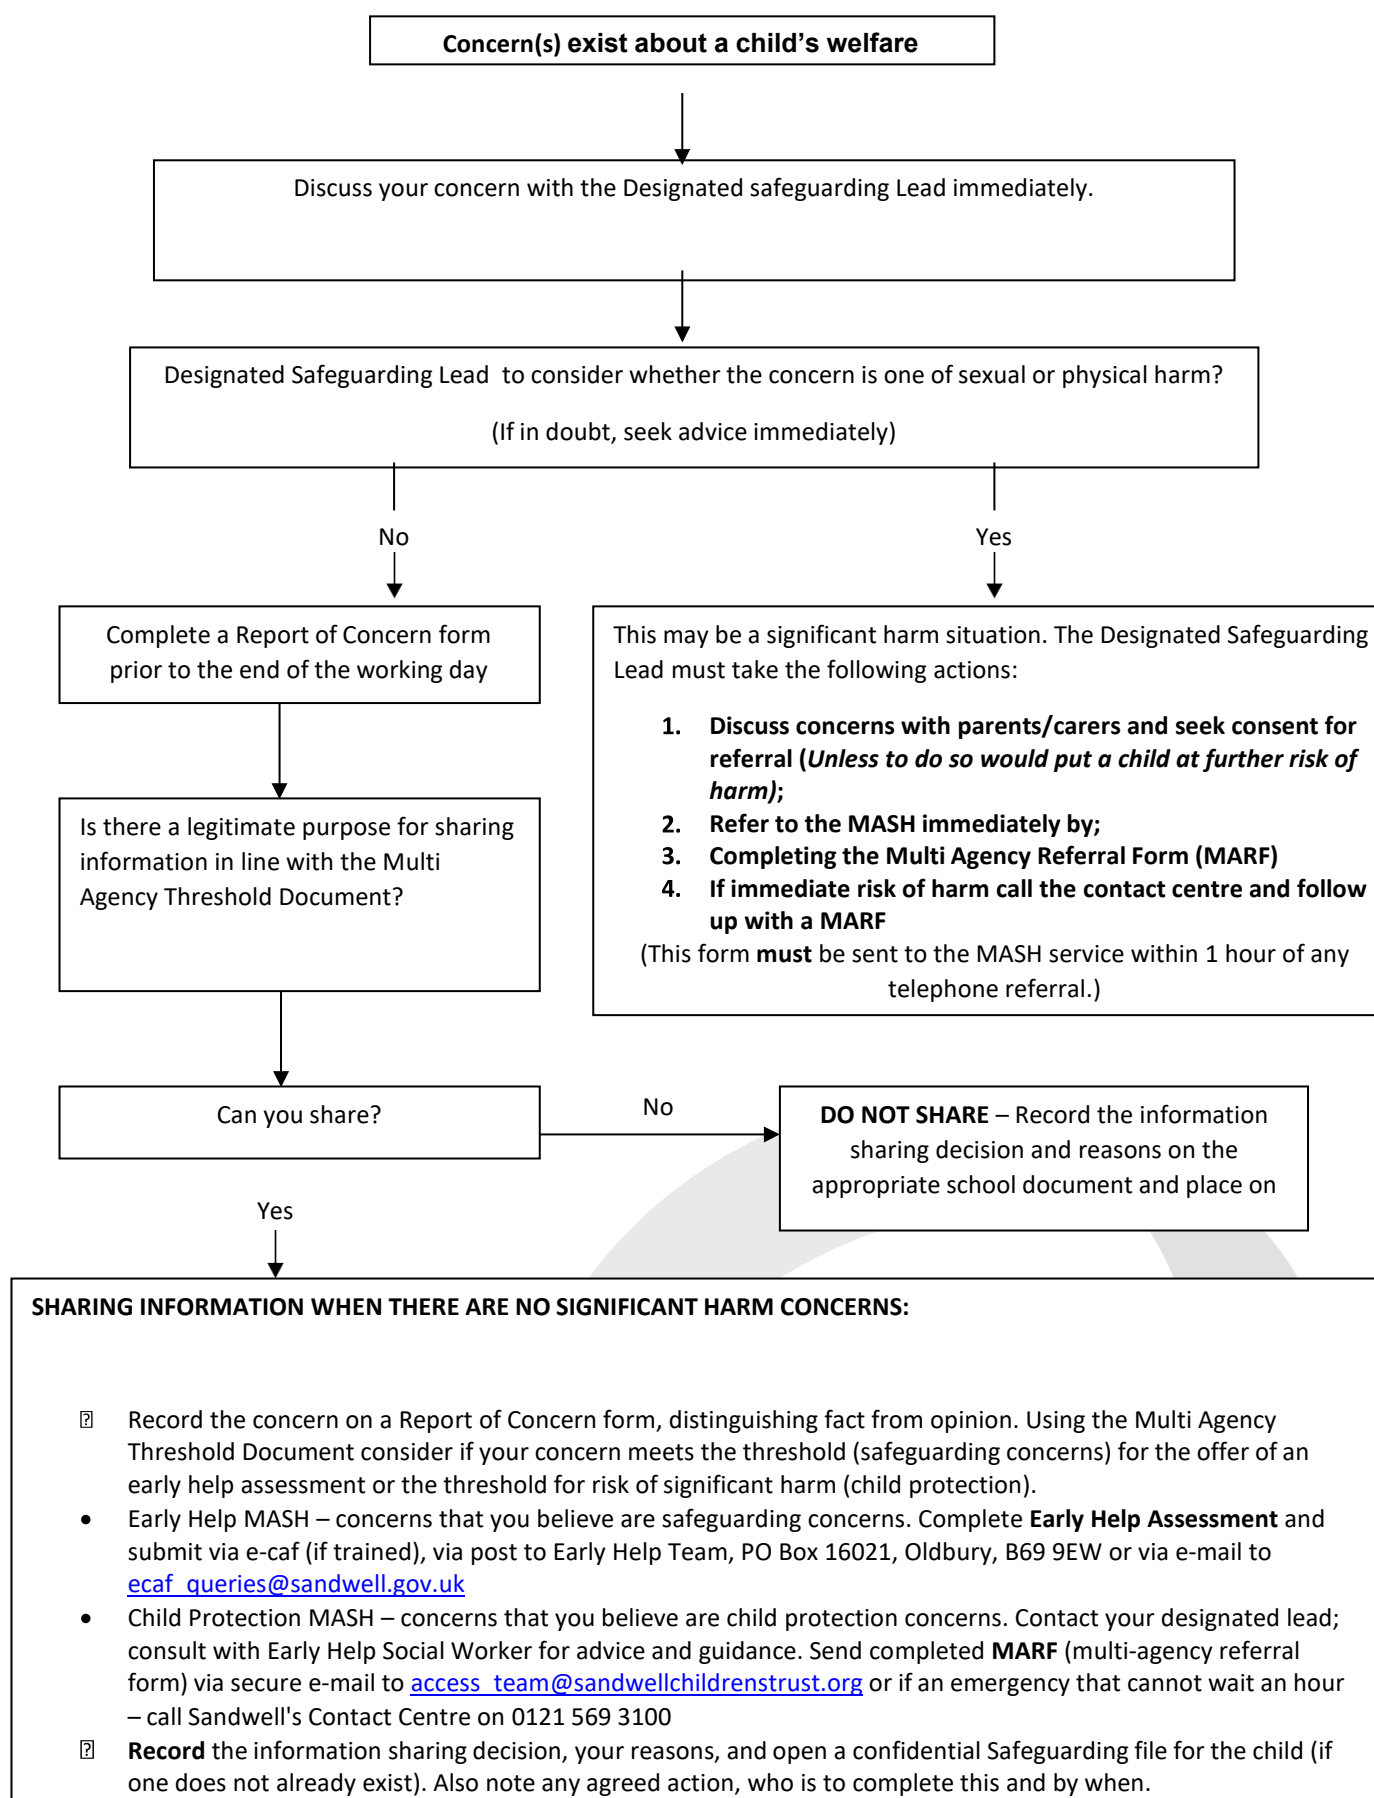 Concern(s) exist about a child’s welfare
Discuss your concern with the Designated safeguarding Lead immediately.
Designated Safeguarding Lead  to consider whether the concern is one of sexual or physical harm?
(If in doubt, seek advice immediately)
No
Yes
Complete a Report of Concern form
prior to the end of the working day
This may be a significant harm situation. The Designated Safeguarding
Lead must take the following actions:
1. Discuss concerns with parents/carers and seek consent for
referral (Unless to do so would put a child at further risk of
harm);
2. Refer to the MASH immediately by;
3. Completing the Multi Agency Referral Form (MARF)
4. If immediate risk of harm call the contact centre and follow
up with a MARF
(This form must be sent to the MASH service within 1 hour of any
telephone referral.)
Is there a legitimate purpose for sharing
information in line with the Multi
Agency Threshold Document?
Can you share?
No
DO NOT SHARE – Record the information
sharing decision and reasons on the
appropriate school document and place on
Yes
SHARING INFORMATION WHEN THERE ARE NO SIGNIFICANT HARM CONCERNS:
Record the concern on a Report of Concern form, distinguishing fact from opinion. Using the Multi Agency
Threshold Document consider if your concern meets the threshold (safeguarding concerns) for the offer of an
early help assessment or the threshold for risk of significant harm (child protection).
• Early Help MASH – concerns that you believe are safeguarding concerns. Complete Early Help Assessment and
submit via e-caf (if trained), via post to Early Help Team, PO Box 16021, Oldbury, B69 9EW or via e-mail to
ecaf_queries@sandwell.gov.uk
• Child Protection MASH – concerns that you believe are child protection concerns. Contact your designated lead;
consult with Early Help Social Worker for advice and guidance. Send completed MARF (multi-agency referral
form) via secure e-mail to access_team@sandwellchildrenstrust.org or if an emergency that cannot wait an hour
– call Sandwell's Contact Centre on 0121 569 3100
Record the information sharing decision, your reasons, and open a confidential Safeguarding file for the child (if
one does not already exist). Also note any agreed action, who is to complete this and by when.